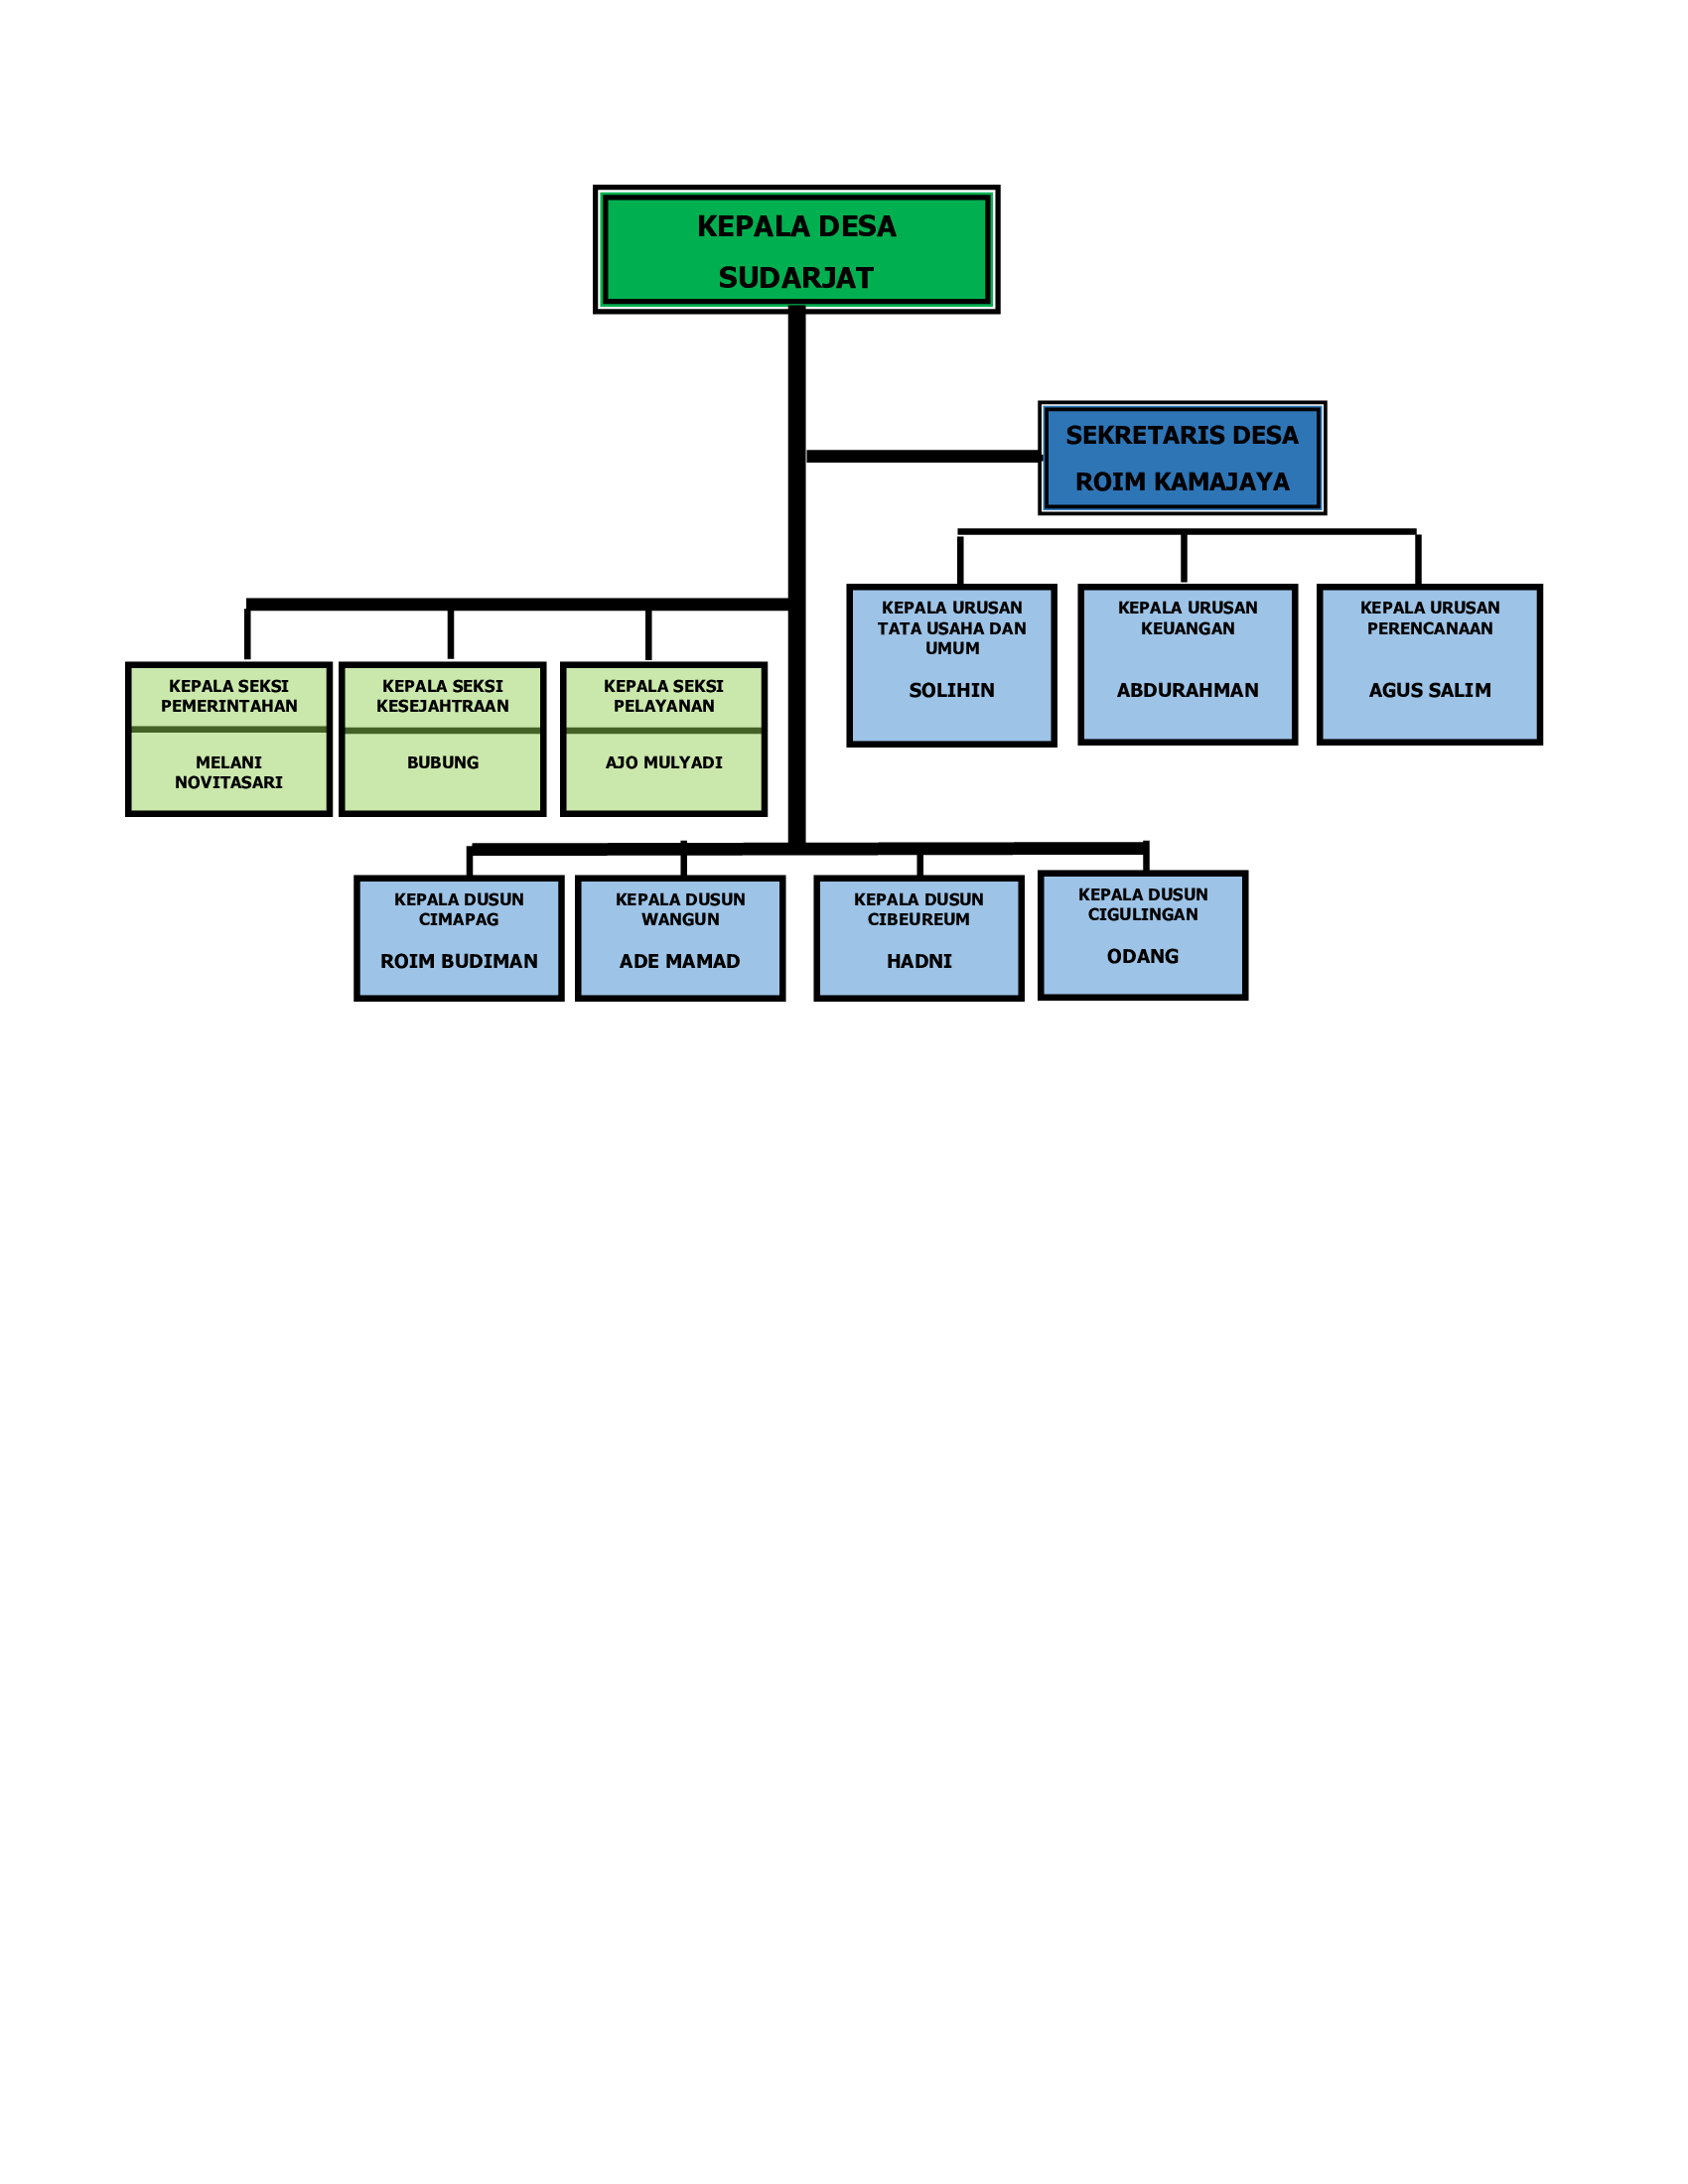 KEPALA DESA
SUDARJAT
SEKRETARIS DESA
ROIM KAMAJAYA
KEPALA URUSAN
TATA USAHA DAN
UMUM
SOLIHIN
KEPALA URUSAN
KEUANGAN
ABDURAHMAN
KEPALA URUSAN
PERENCANAAN
AGUS SALIM
KEPALA SEKSI
PEMERINTAHAN
MELANI
NOVITASARI
KEPALA SEKSI
KESEJAHTRAAN
BUBUNG
KEPALA SEKSI
PELAYANAN
AJO MULYADI
KEPALA DUSUN
CIMAPAG
ROIM BUDIMAN
KEPALA DUSUN
WANGUN
ADE MAMAD
KEPALA DUSUN
CIBEUREUM
HADNI
KEPALA DUSUN
CIGULINGAN
ODANG